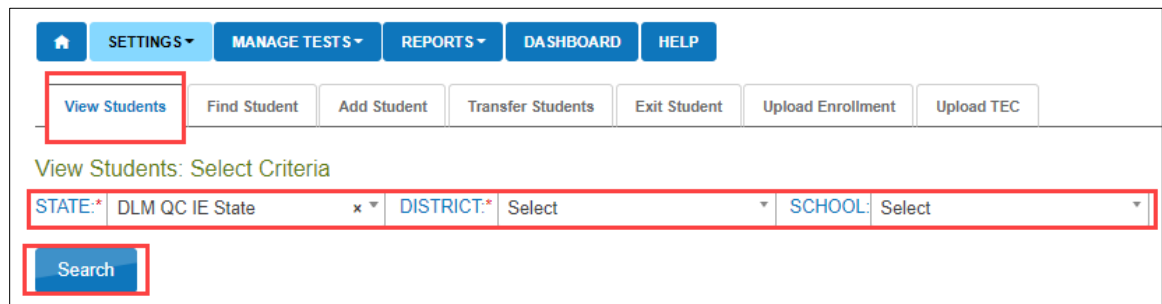 SETTINGS MANAGE TESTS REPORTS DASHBOARD HELP
View Students Find Student Add Student Transfer Students Exit Student Upload Enrollment Upload TEC
View Students: Select Criteria
STATE:* DLM QC IE State x DISTRICT:* Select SCHOOL: Select
Search